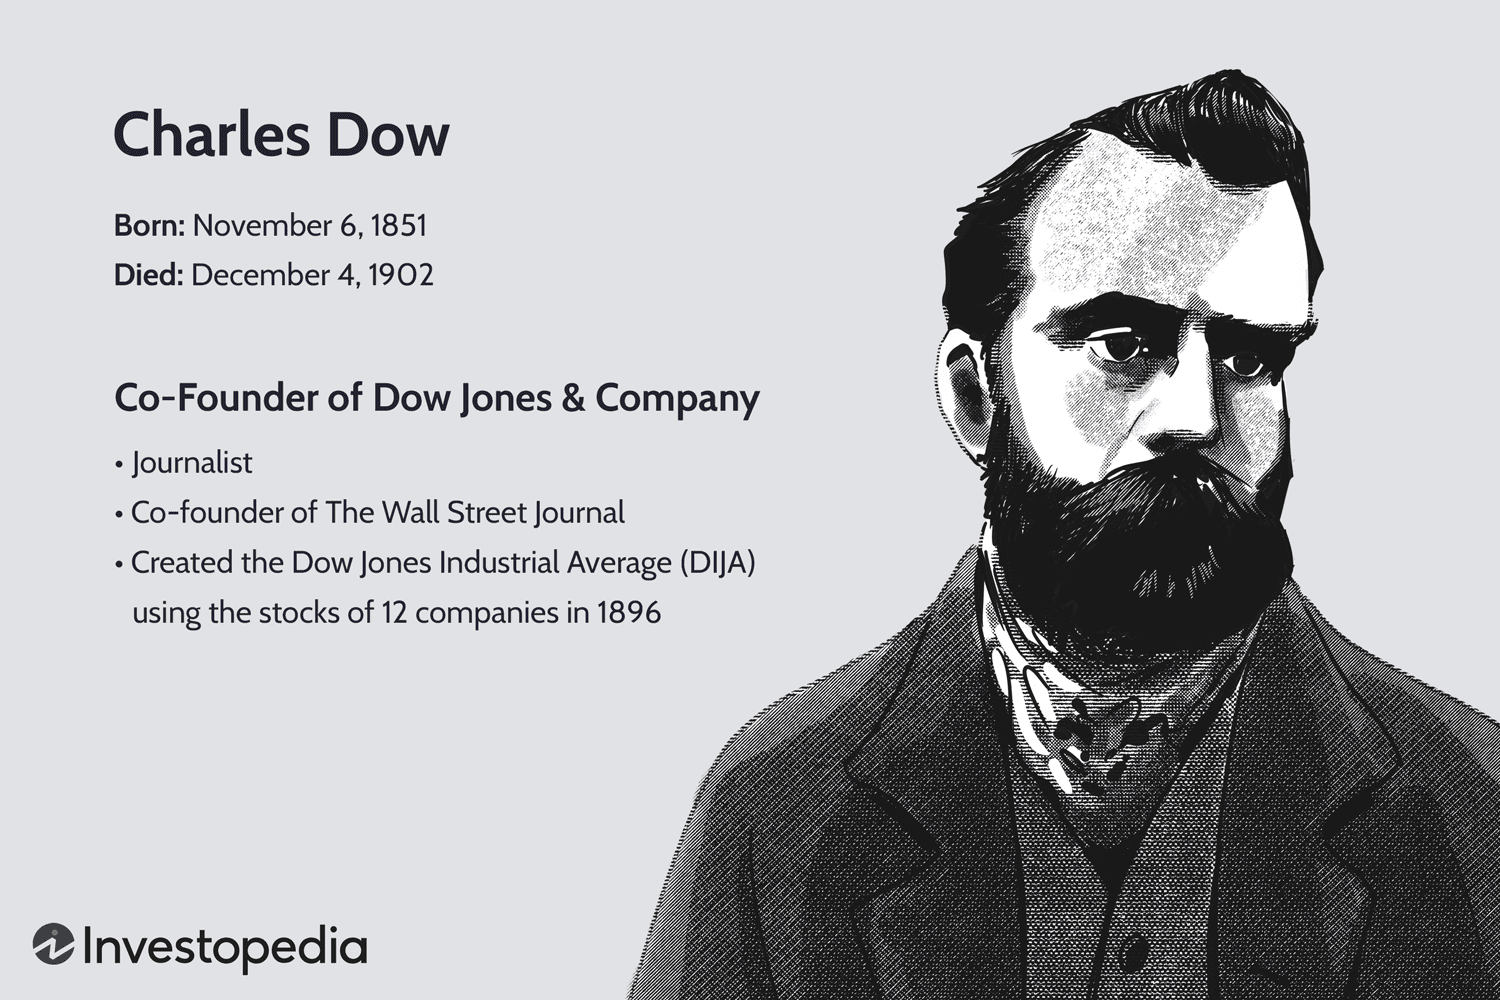 Charles Dow
Born: November 6, 1851
Died: December 4, 1902
Co-Founder of Dow Jones & Company
• Journalist
• Co-founder of The Wall Street Journal
• Created the Dow Jones Industrial Average (DIJA)
using the stocks of 12 companies in 1896
Investopedia